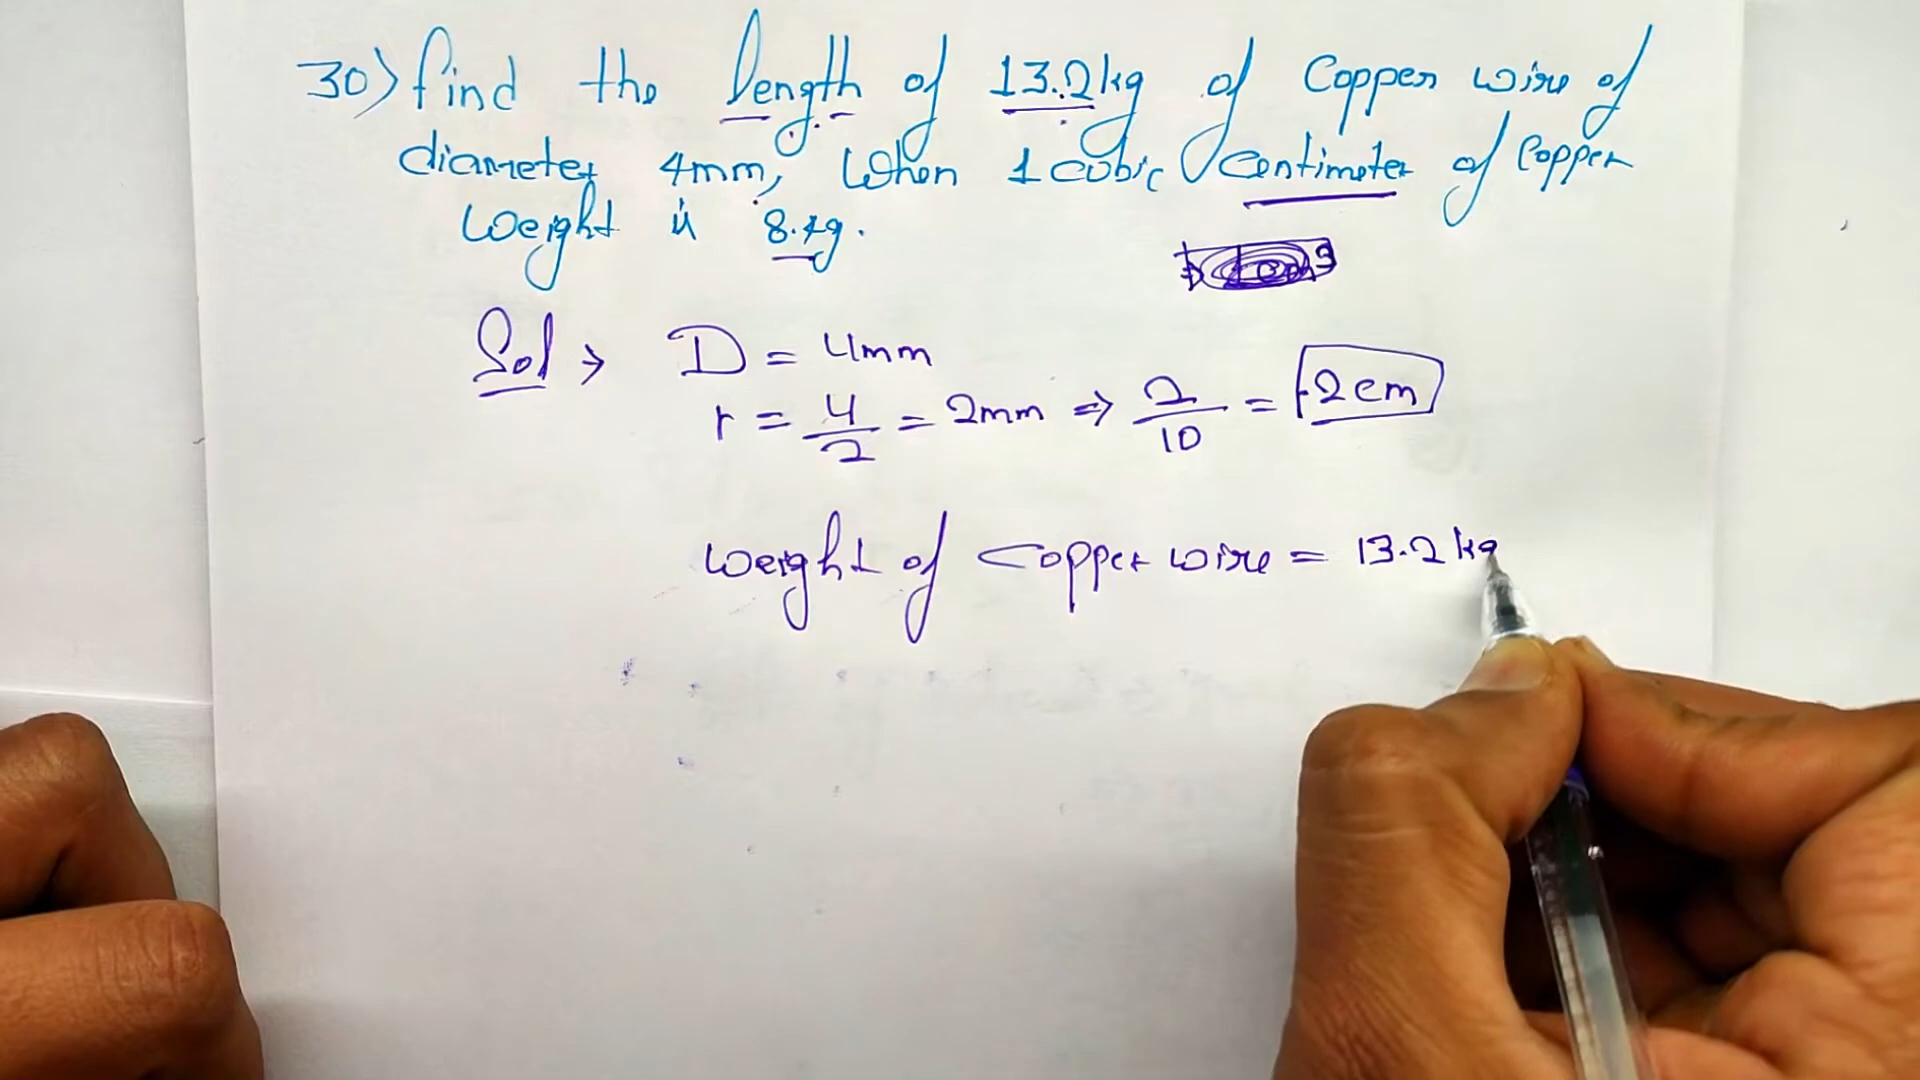 30) find the length of 13.2kg of Copper wire of
diameter 4mm, When 1 cubic Centimeter of Copper
weight is 8.4g.
Sol → D = 4mm
r = 4/2 = 2mm ⇒ 2/10 = .2cm
weight of Copper wire = 13.2 kg